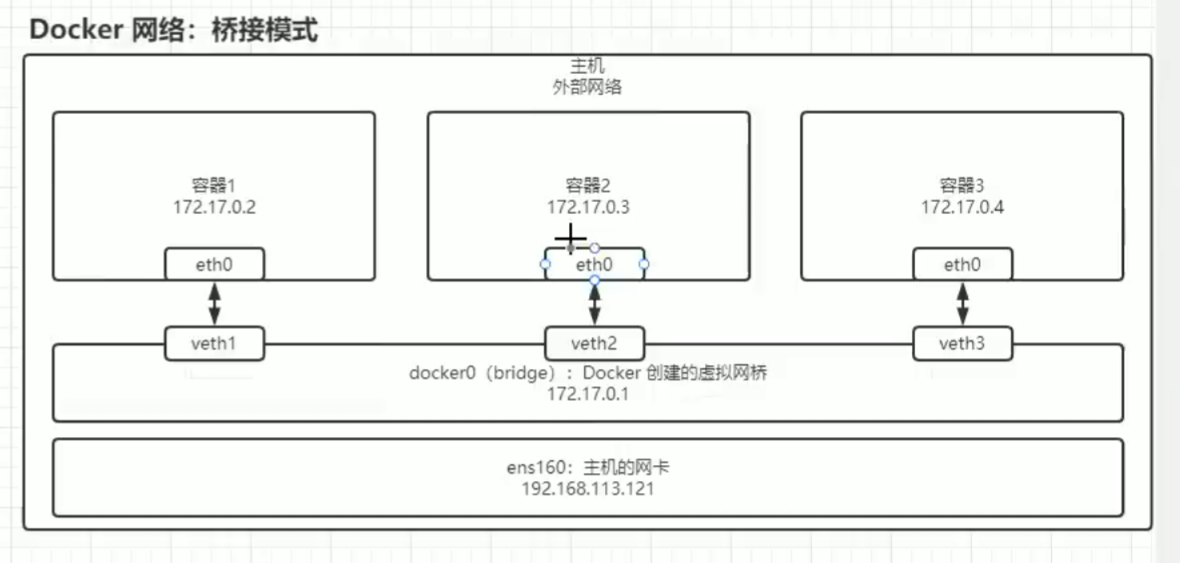 Docker 网络：桥接模式
主机
外部网络
容器1
172.17.0.2
容器2
172.17.0.3
容器3
172.17.0.4
eth0
eth0
eth0
veth1
veth2
veth3
docker0（bridge）：Docker 创建的虚拟网桥
172.17.0.1
ens160：主机的网卡
192.168.113.121